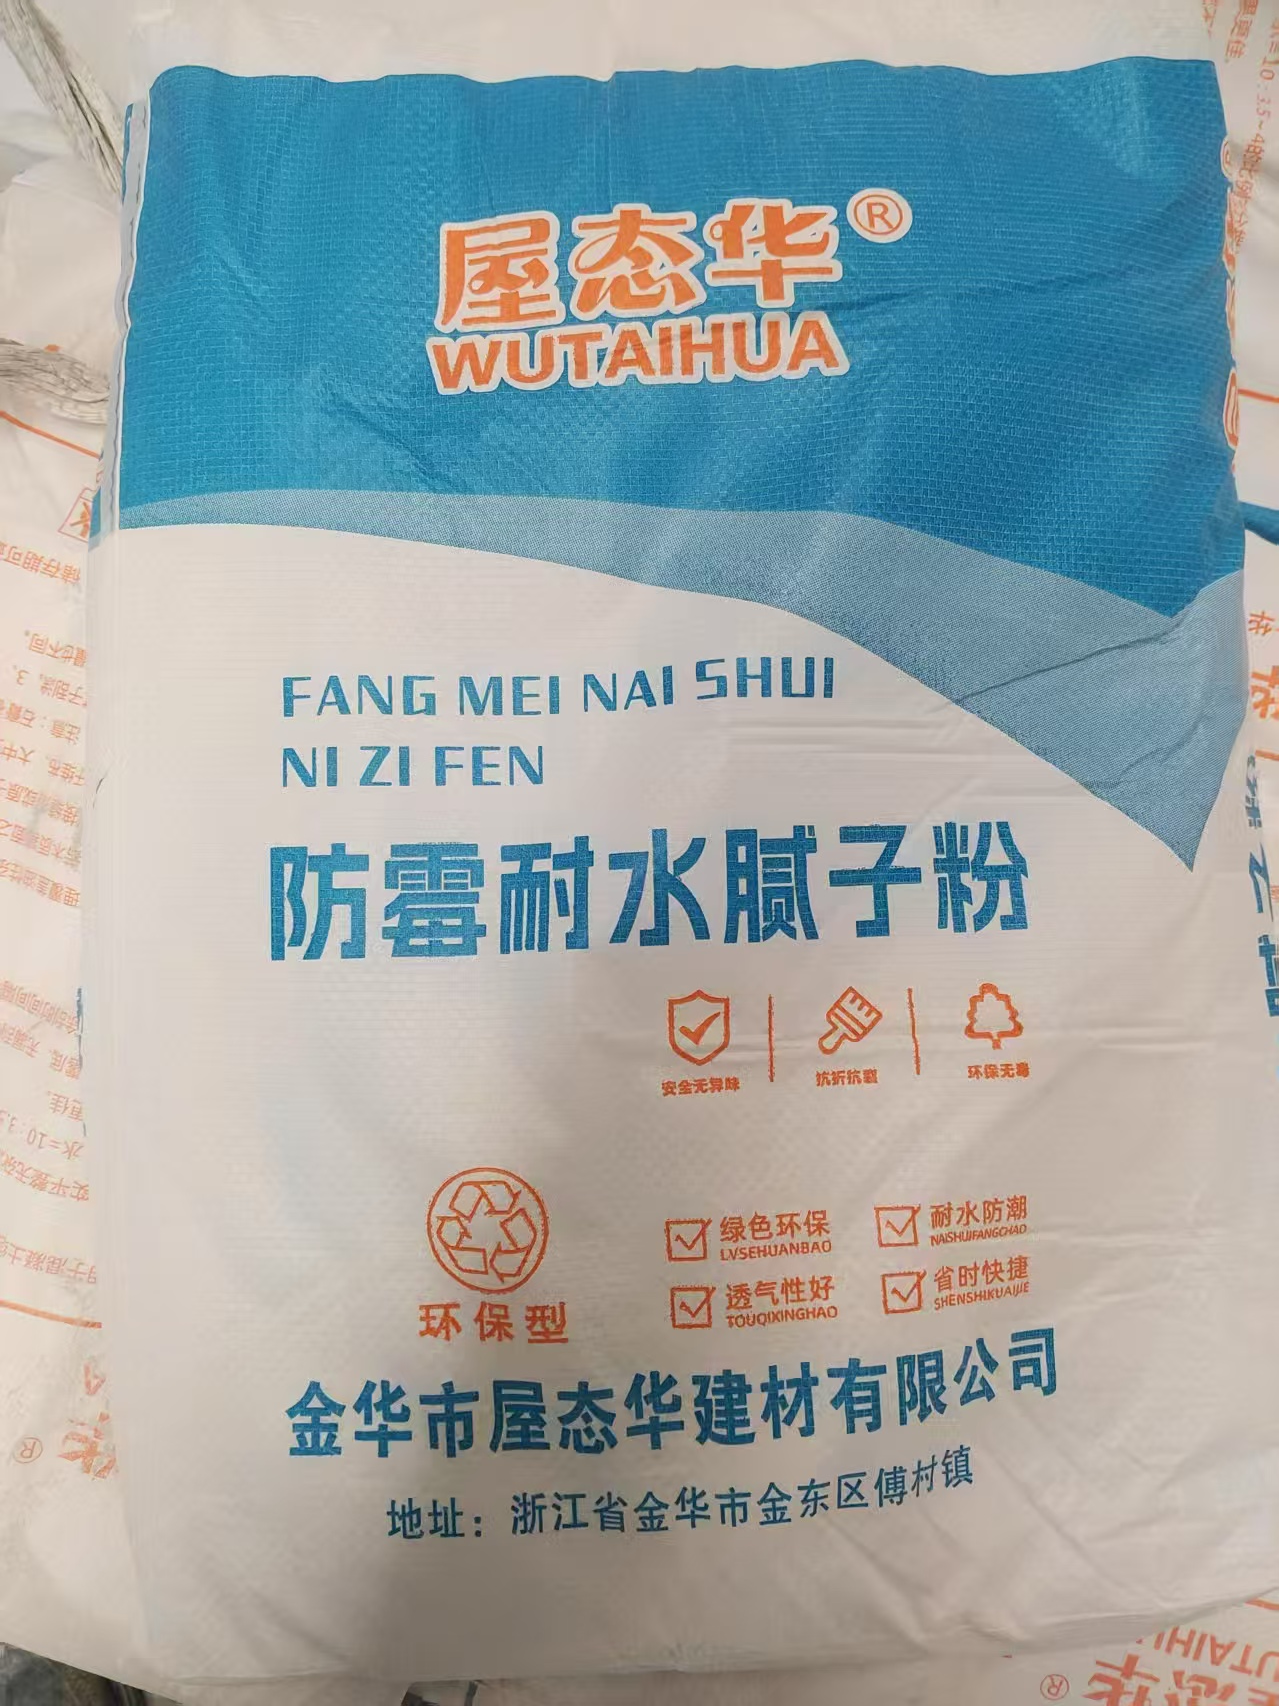 屋态华®
WUTAIHUA
FANG MEI NAI SHUI
NI ZI FEN
防霉耐水腻子粉
安全无异味
抗折抗裂
环保无毒
环保型
绿色环保
LVSEHUANBAO
耐水防潮
NAISHUIFANGCHAO
透气性好
TOUQIXINGHAO
省时快捷
SHENSHIKUAIJIE
金华市屋态华建材有限公司
地址：浙江省金华市金东区傅村镇